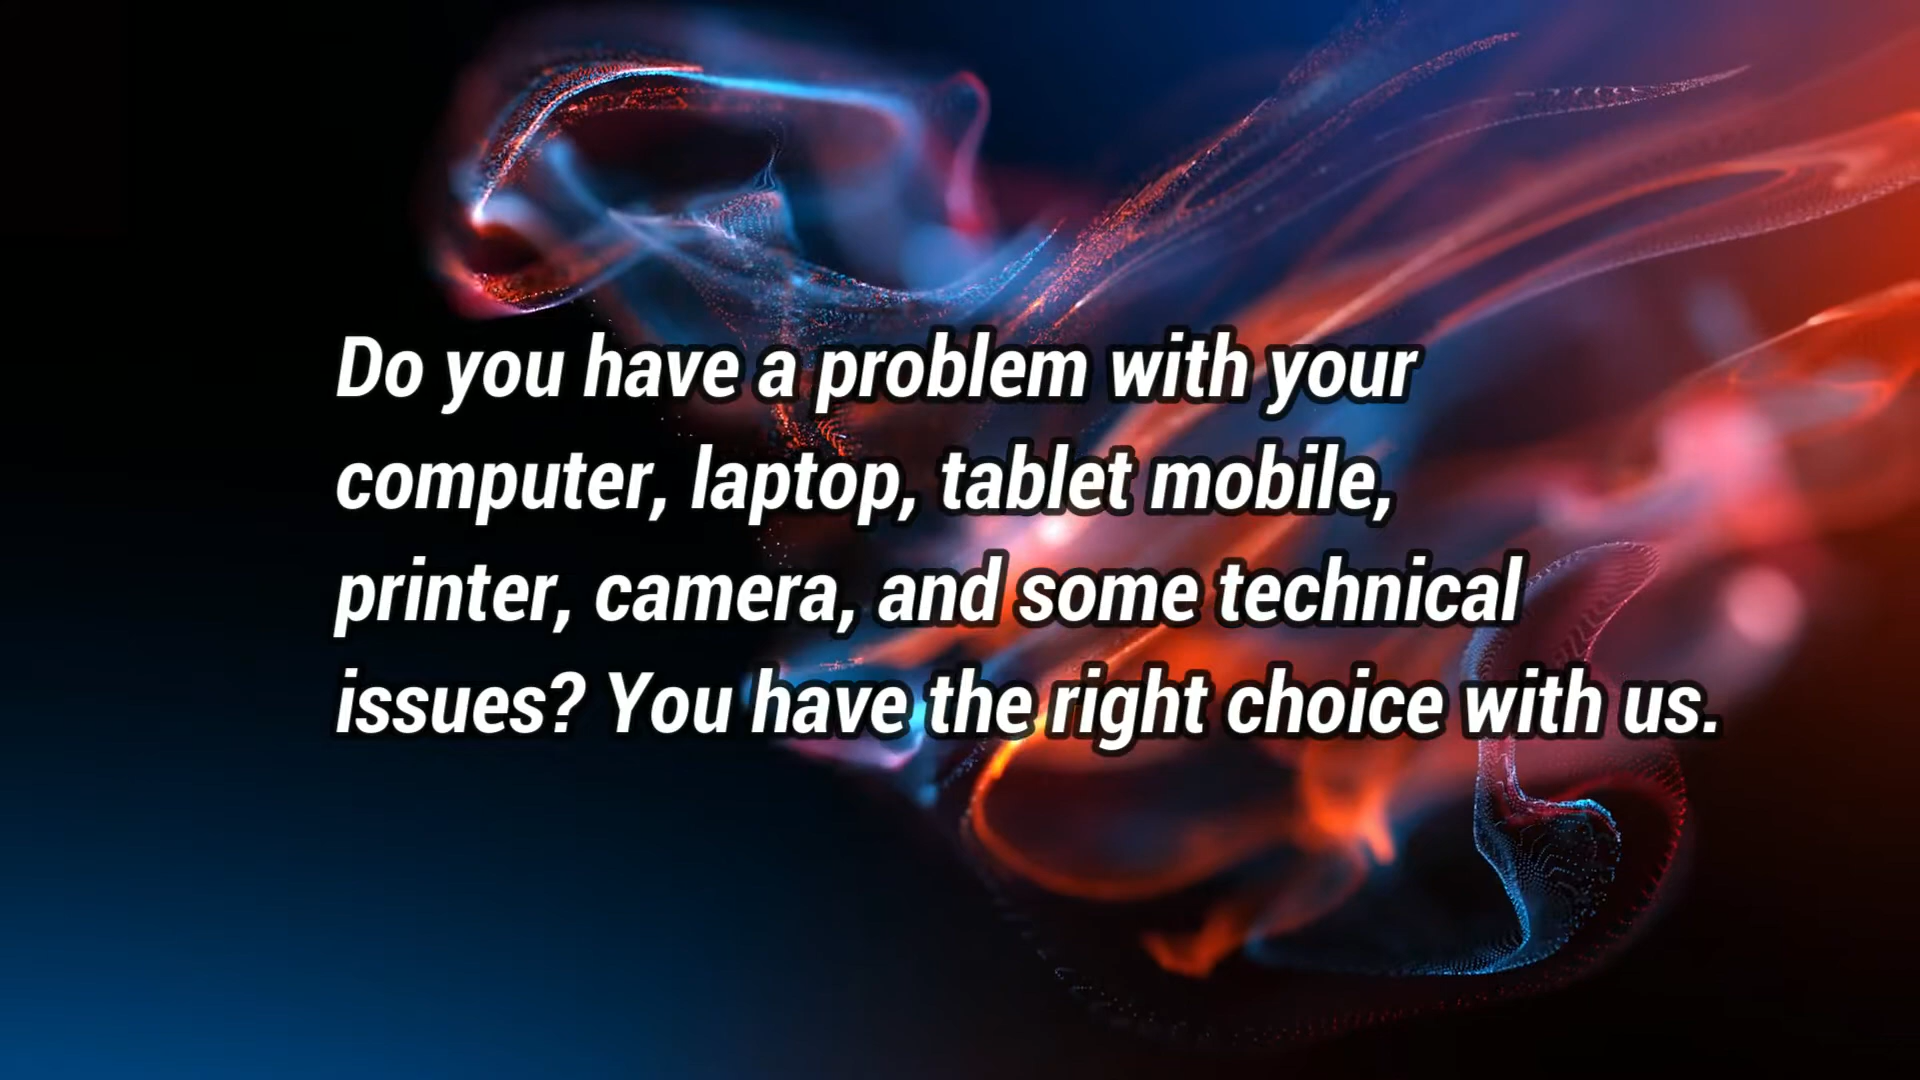 Do you have a problem with your
computer, laptop, tablet mobile,
printer, camera, and some technical
issues? You have the right choice with us.